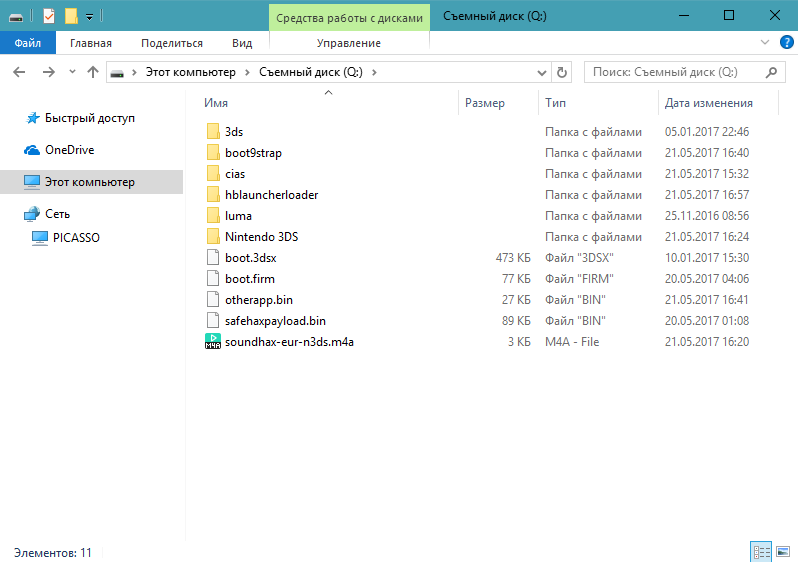 Средства работы с дисками Съемный диск (Q:)
Файл Главная Поделиться Вид Управление
Этот компьютер Съемный диск (Q:) Поиск: Съемный диск (Q:)
Имя Размер Тип Дата изменения
Быстрый доступ
OneDrive
Этот компьютер
Сеть
PICASSO
3ds Папка с файлами 05.01.2017 22:46
boot9strap Папка с файлами 21.05.2017 16:40
cias Папка с файлами 21.05.2017 15:32
hblauncherloader Папка с файлами 21.05.2017 16:57
luma Папка с файлами 25.11.2016 08:56
Nintendo 3DS Папка с файлами 21.05.2017 16:24
boot.3dsx 473 КБ Файл "3DSX" 10.01.2017 15:30
boot.firm 77 КБ Файл "FIRM" 20.05.2017 04:06
otherapp.bin 27 КБ Файл "BIN" 21.05.2017 16:41
safehaxpayload.bin 89 КБ Файл "BIN" 20.05.2017 01:08
M4A soundhax-eur-n3ds.m4a 3 КБ M4A - File 21.05.2017 16:20
Элементов: 11